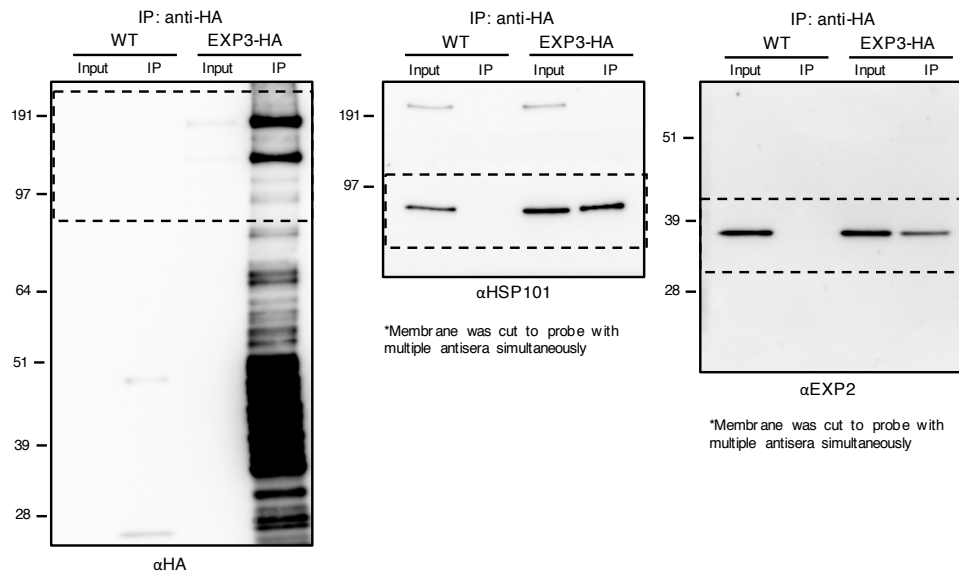 IP: anti-HA
WT EXP3-HA
Input IP Input IP
191
97
64
51
39
28
αHA
IP: anti-HA
WT EXP3-HA
Input IP Input IP
191
97
αHSP101
*Membrane was cut to probe with
multiple antisera simultaneously
IP: anti-HA
WT EXP3-HA
Input IP Input IP
51
39
28
αEXP2
*Membrane was cut to probe with
multiple antisera simultaneously